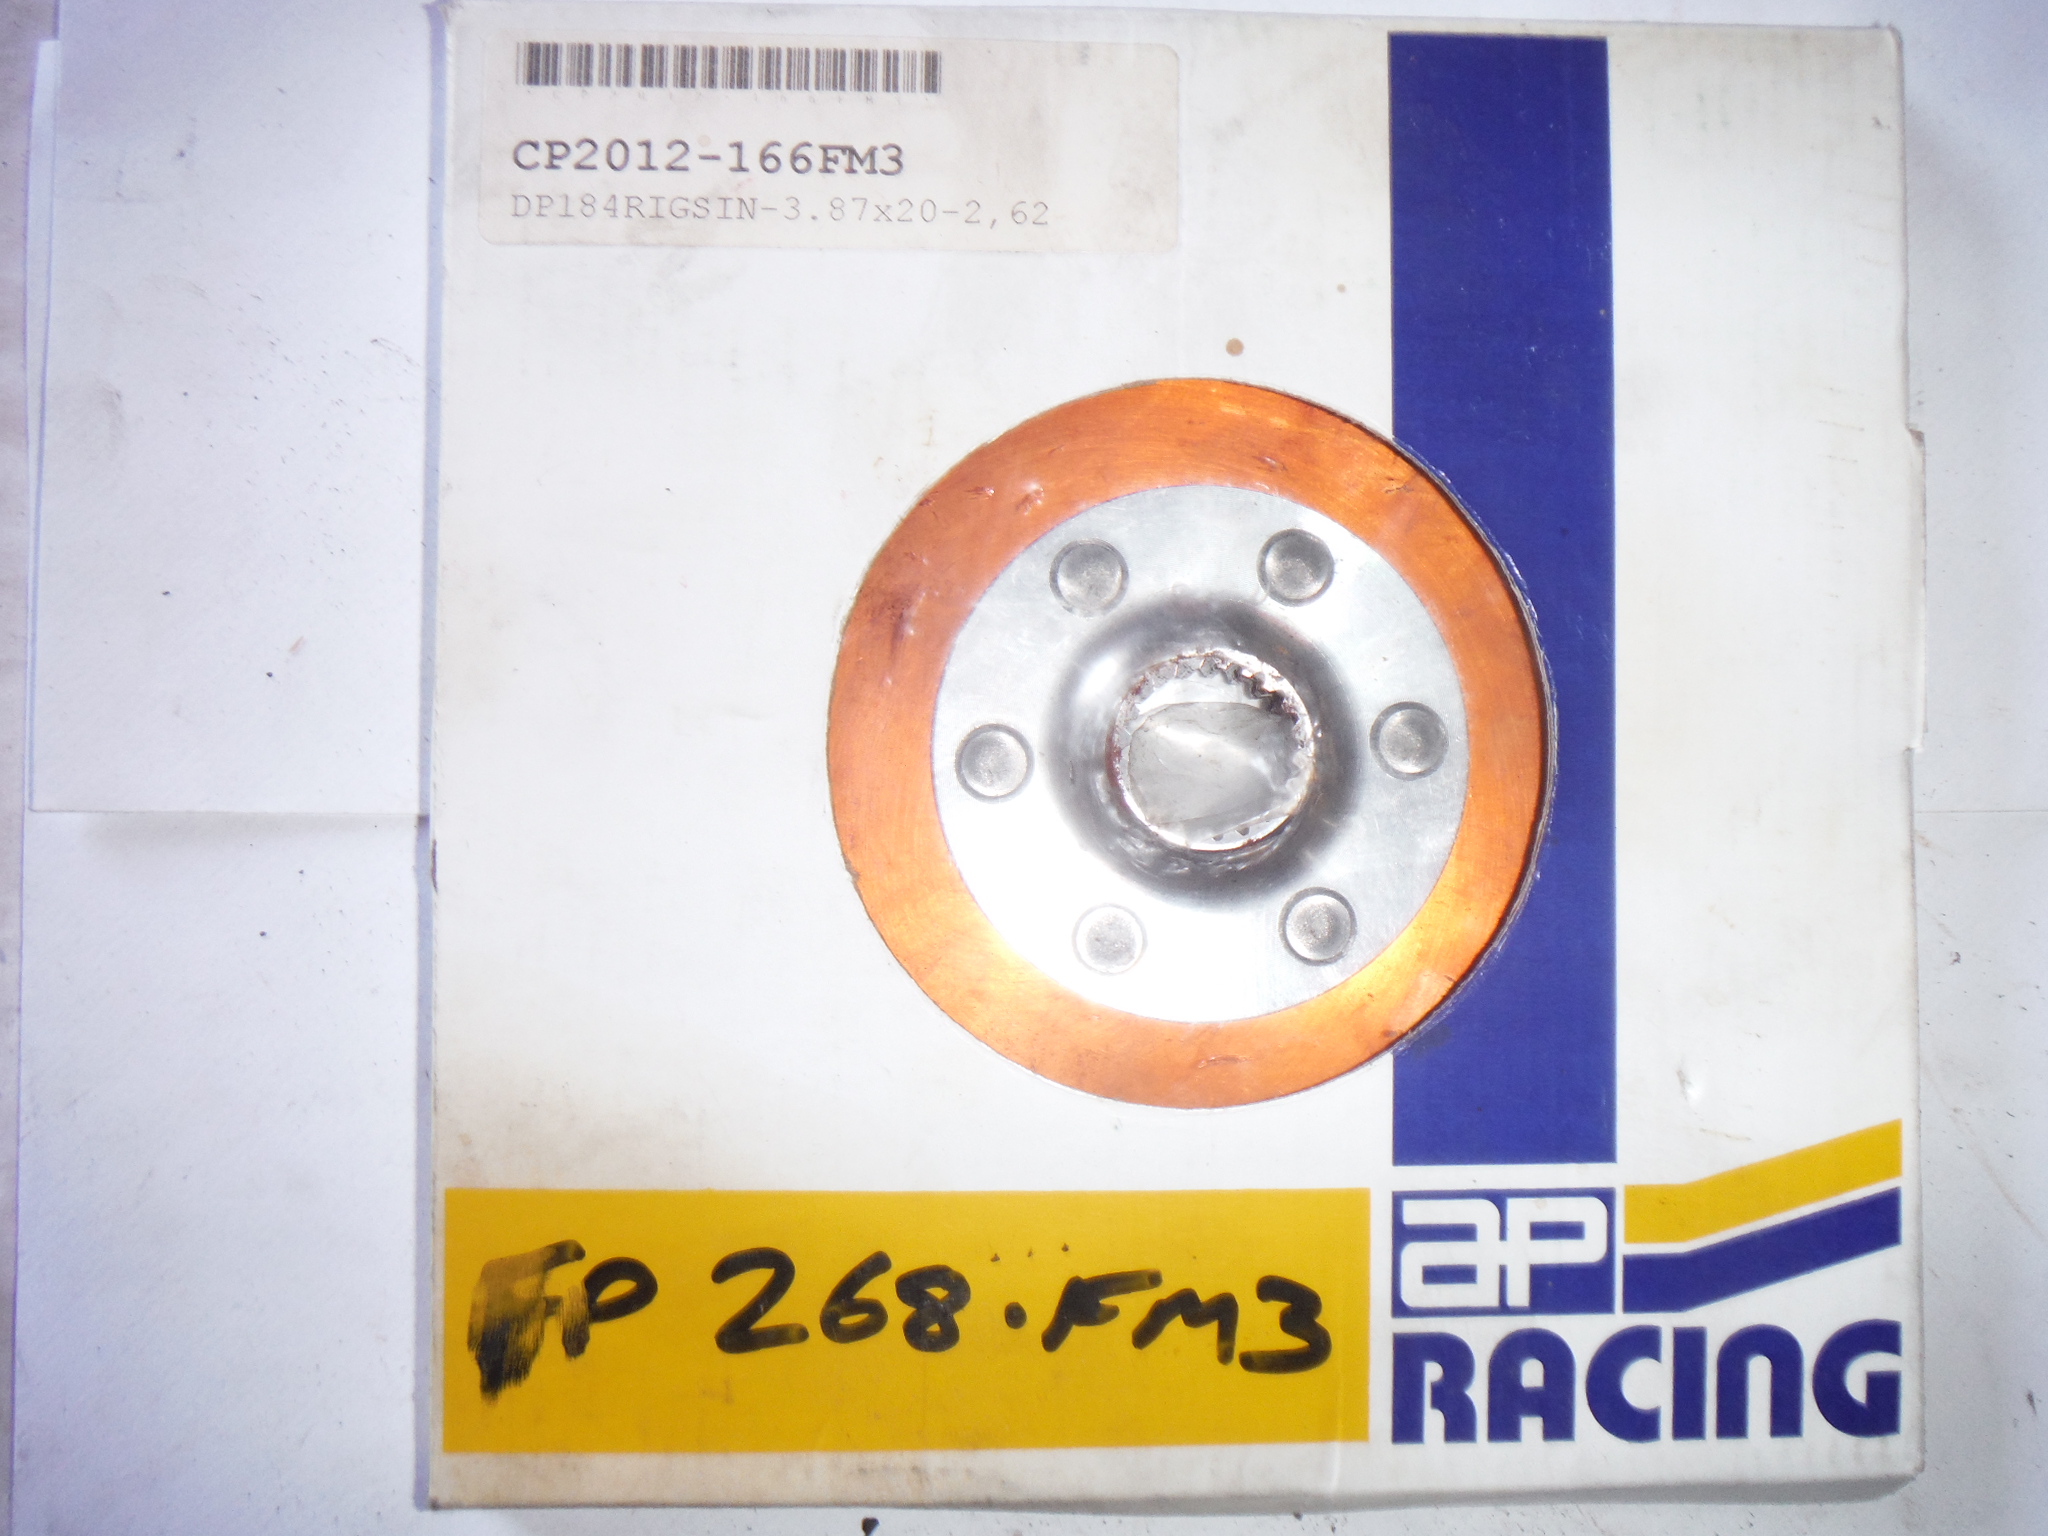 CP2012-166FM3
DP184RIGSIN-3.87x20-2,62
FP 268.FM3
ap
RACING